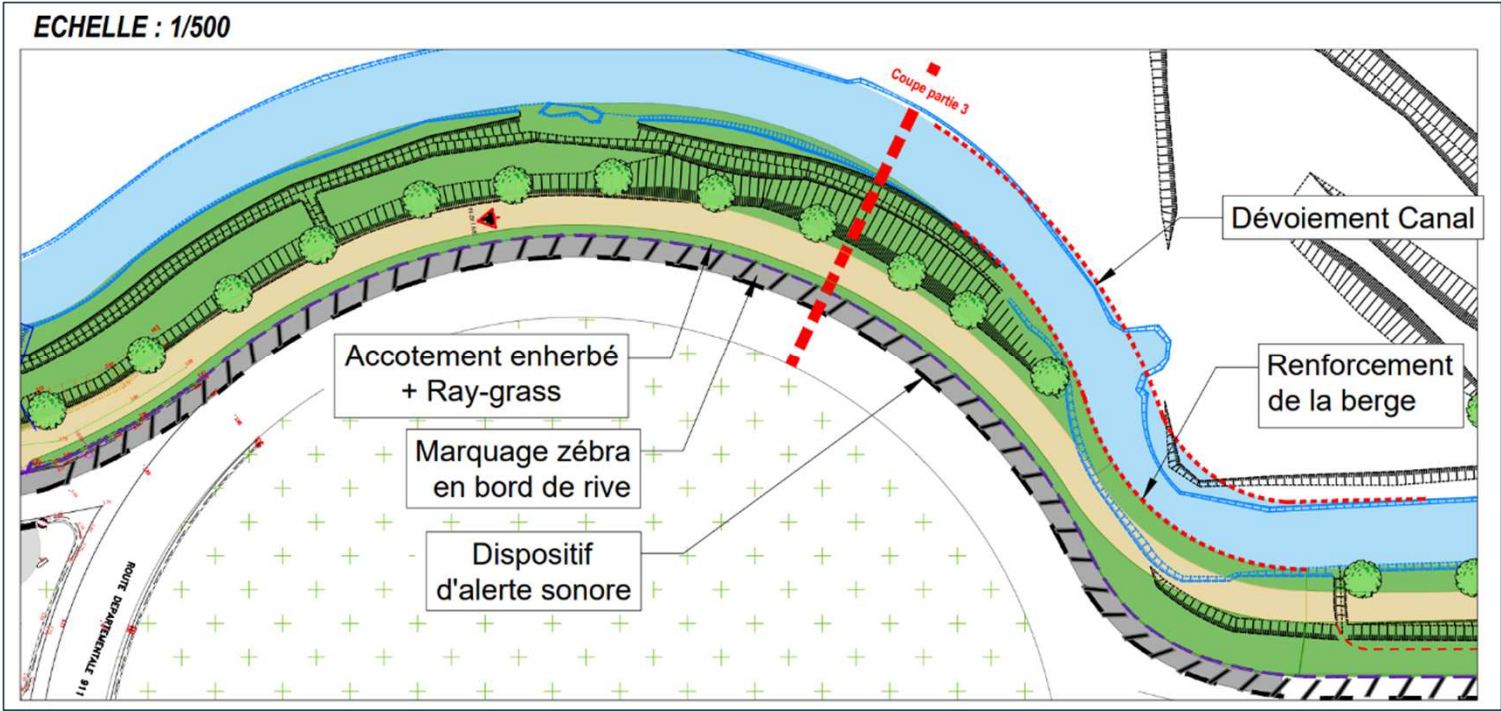 ECHELLE : 1/500
Coupe partie 3
Dévoiement Canal
Accotement enherbé
+ Ray-grass
Renforcement
de la berge
Marquage zébra
en bord de rive
Dispositif
d'alerte sonore
ROUTE DEPARTEMENTALE 911